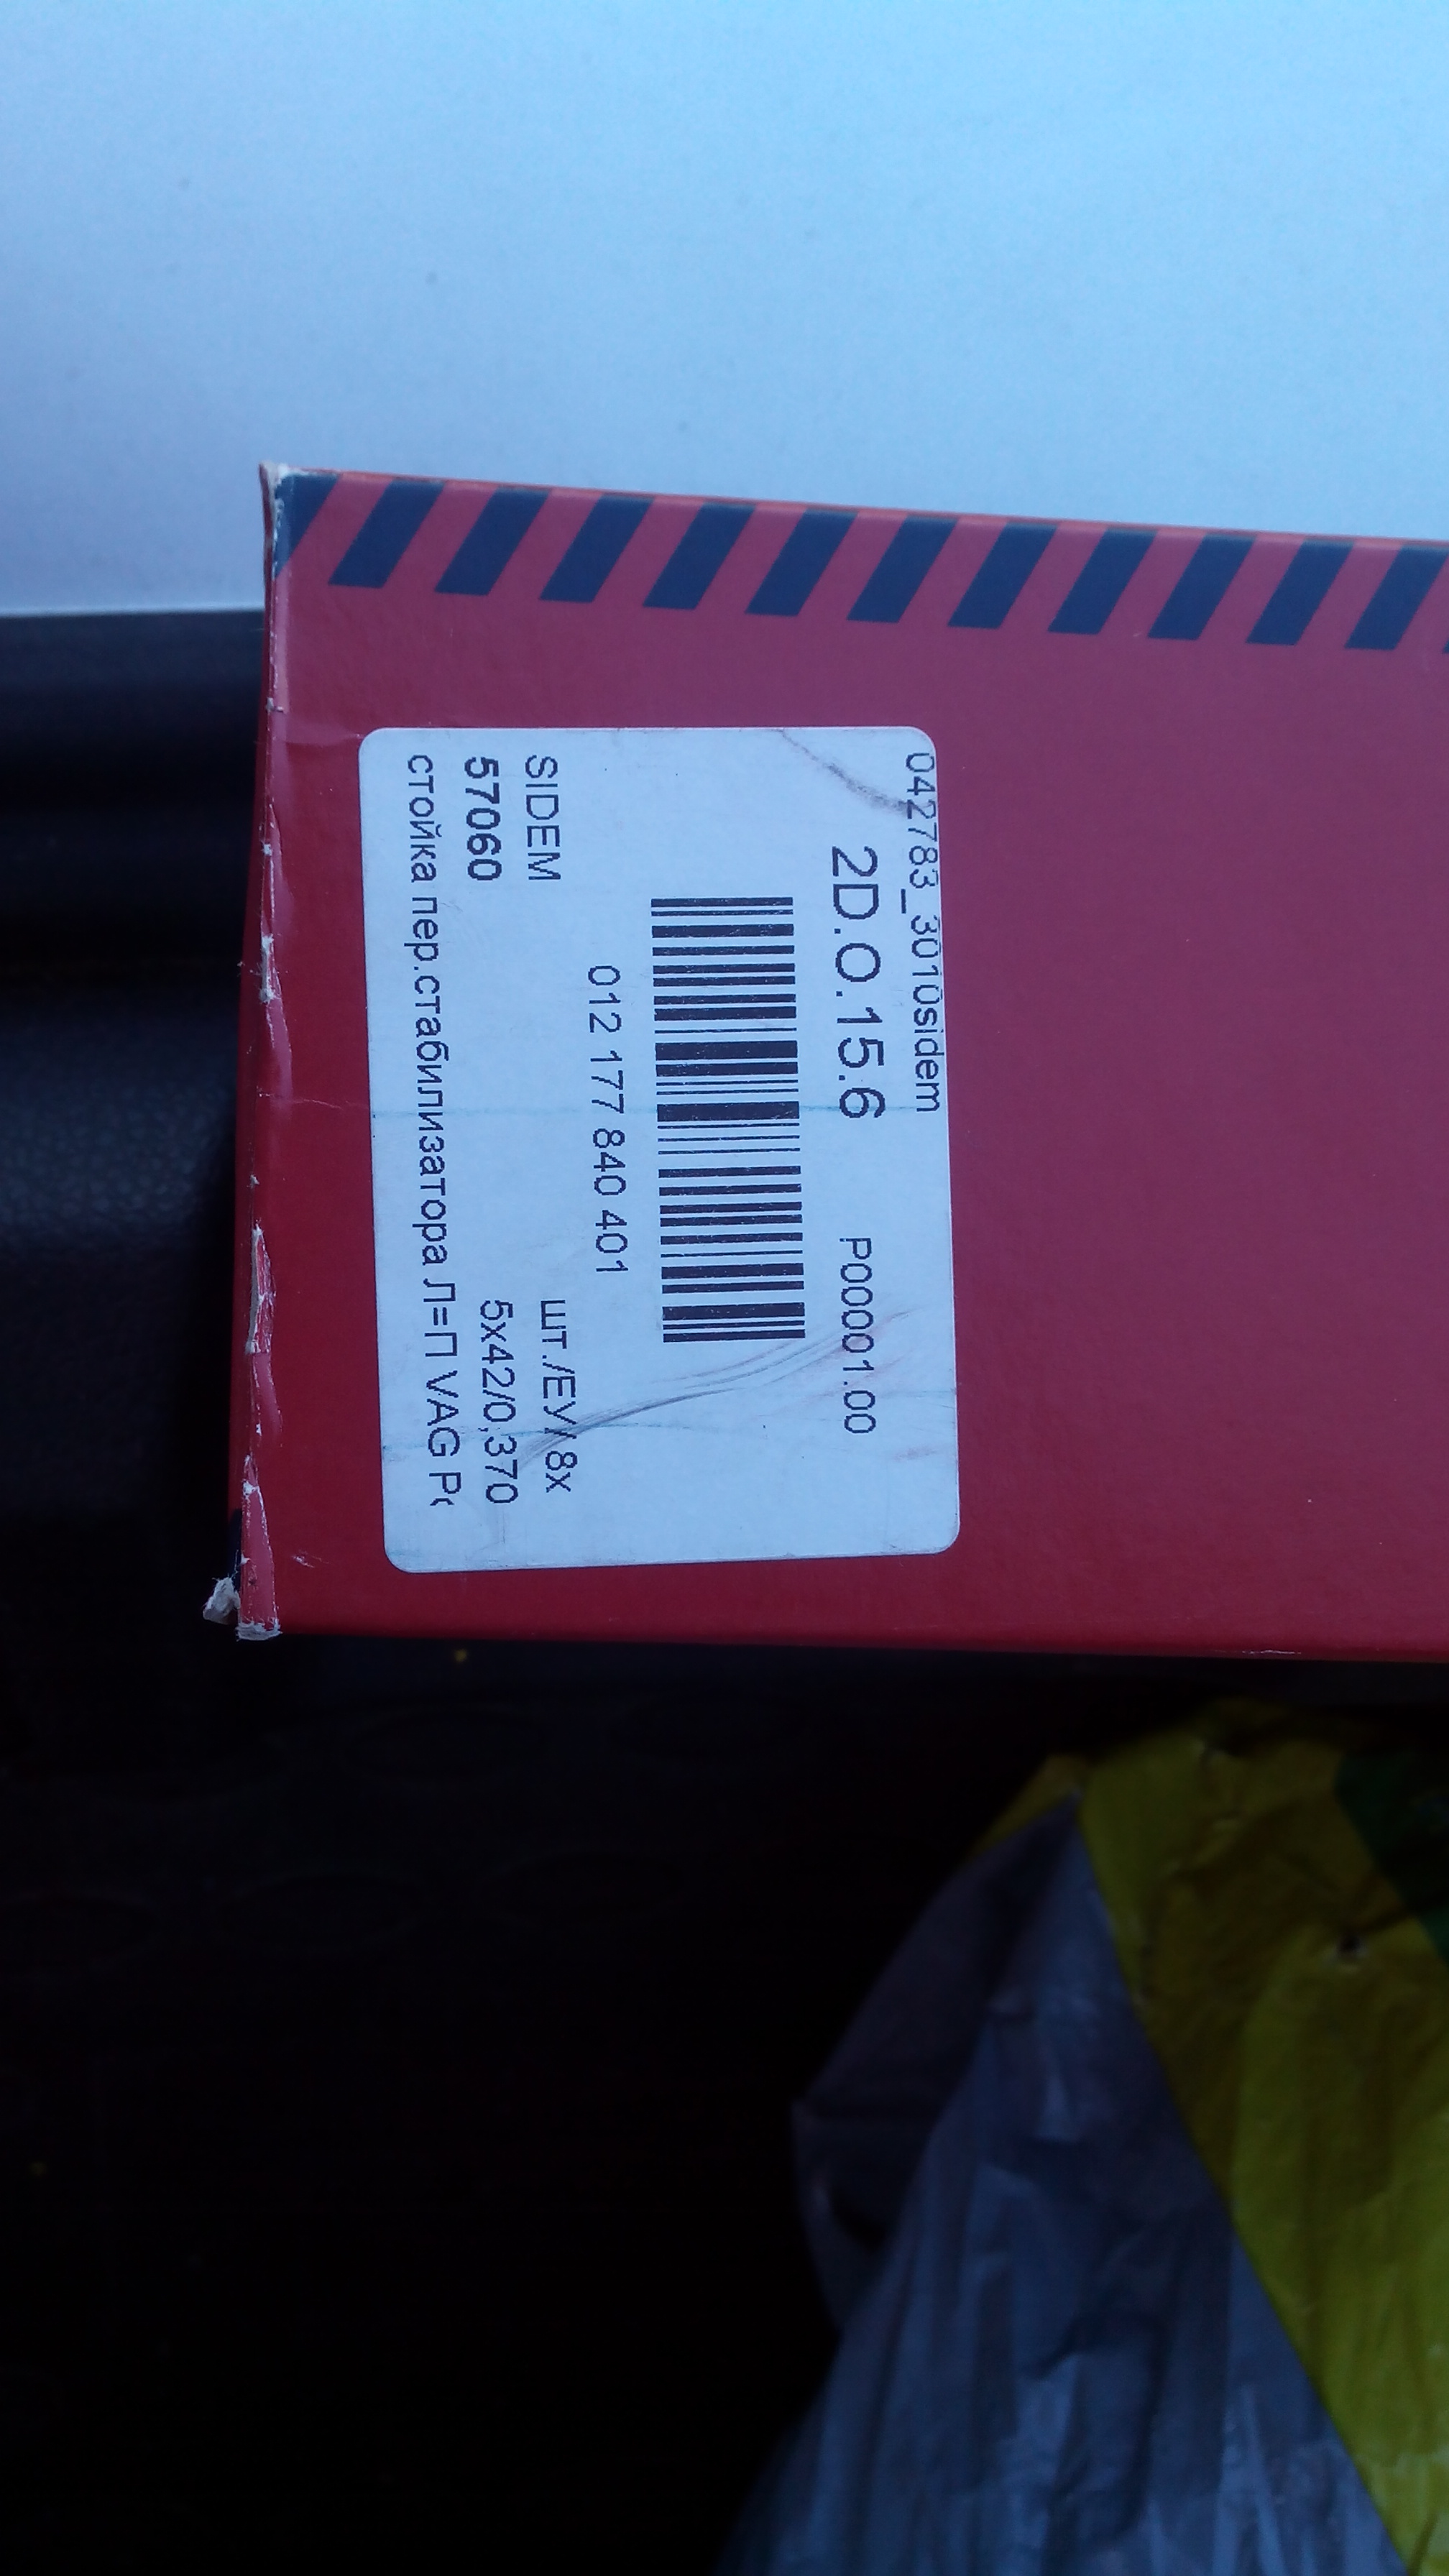 042783_3010sidem
2D.O.15.6 P00001.00
012 177 840 401
SIDEM шт./ЕУ/ 8x
57060 5x42/0,370
стойка пер.стабилизатора Л=П VAG